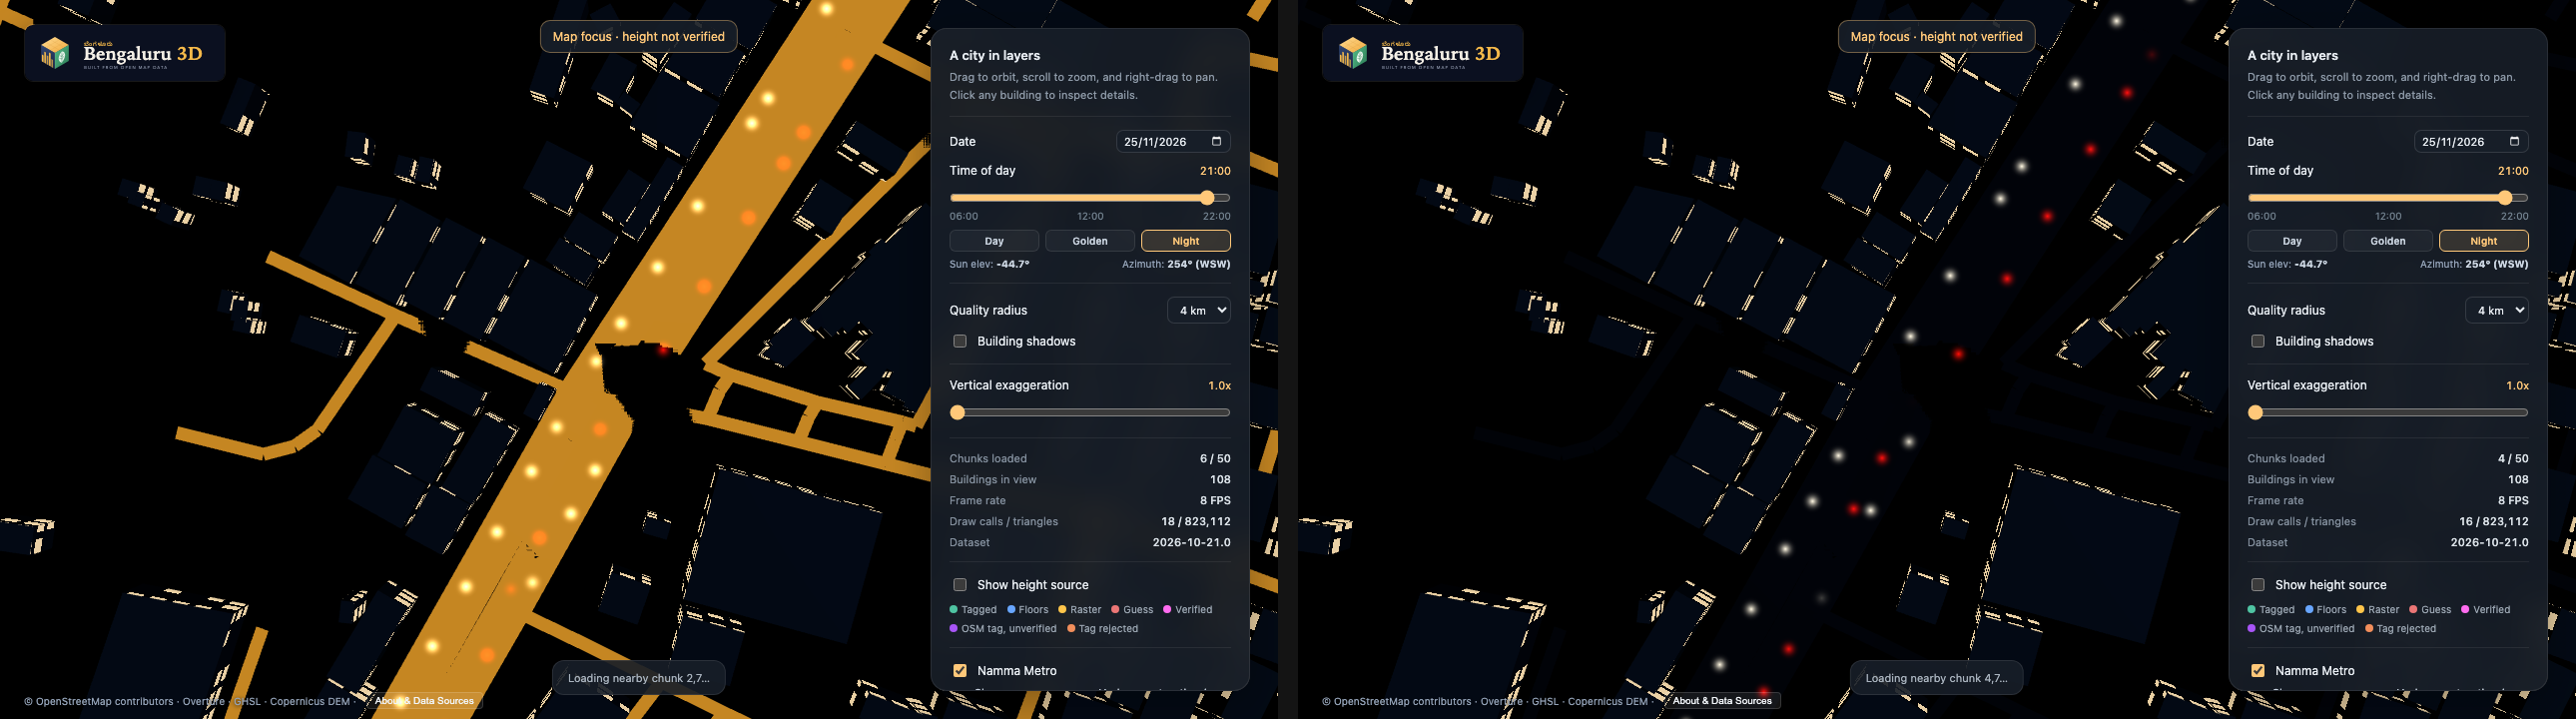 Map focus · height not verified
Bengaluru 3D
BUILT FROM OPEN MAP DATA
A city in layers
Drag to orbit, scroll to zoom, and right-drag to pan.
Click any building to inspect details.
Date 25/11/2026
Time of day 21:00
06:00 12:00 22:00
Day Golden Night
Sun elev: -44.7° Azimuth: 254° (WSW)
Quality radius 4 km
Building shadows
Vertical exaggeration 1.0x
Chunks loaded 6 / 50
Buildings in view 108
Frame rate 8 FPS
Draw calls / triangles 18 / 823,112
Dataset 2026-10-21.0
Show height source
Tagged Floors Raster Guess Verified
OSM tag, unverified Tag rejected
Namma Metro
Loading nearby chunk 2,7...
© OpenStreetMap contributors · Overture · GHSL · Copernicus DEM · About & Data Sources
Map focus · height not verified
Bengaluru 3D
BUILT FROM OPEN MAP DATA
A city in layers
Drag to orbit, scroll to zoom, and right-drag to pan.
Click any building to inspect details.
Date 25/11/2026
Time of day 21:00
06:00 12:00 22:00
Day Golden Night
Sun elev: -44.7° Azimuth: 254° (WSW)
Quality radius 4 km
Building shadows
Vertical exaggeration 1.0x
Chunks loaded 4 / 50
Buildings in view 108
Frame rate 8 FPS
Draw calls / triangles 16 / 823,112
Dataset 2026-10-21.0
Show height source
Tagged Floors Raster Guess Verified
OSM tag, unverified Tag rejected
Namma Metro
Loading nearby chunk 4,7...
© OpenStreetMap contributors · Overture · GHSL · Copernicus DEM · About & Data Sources